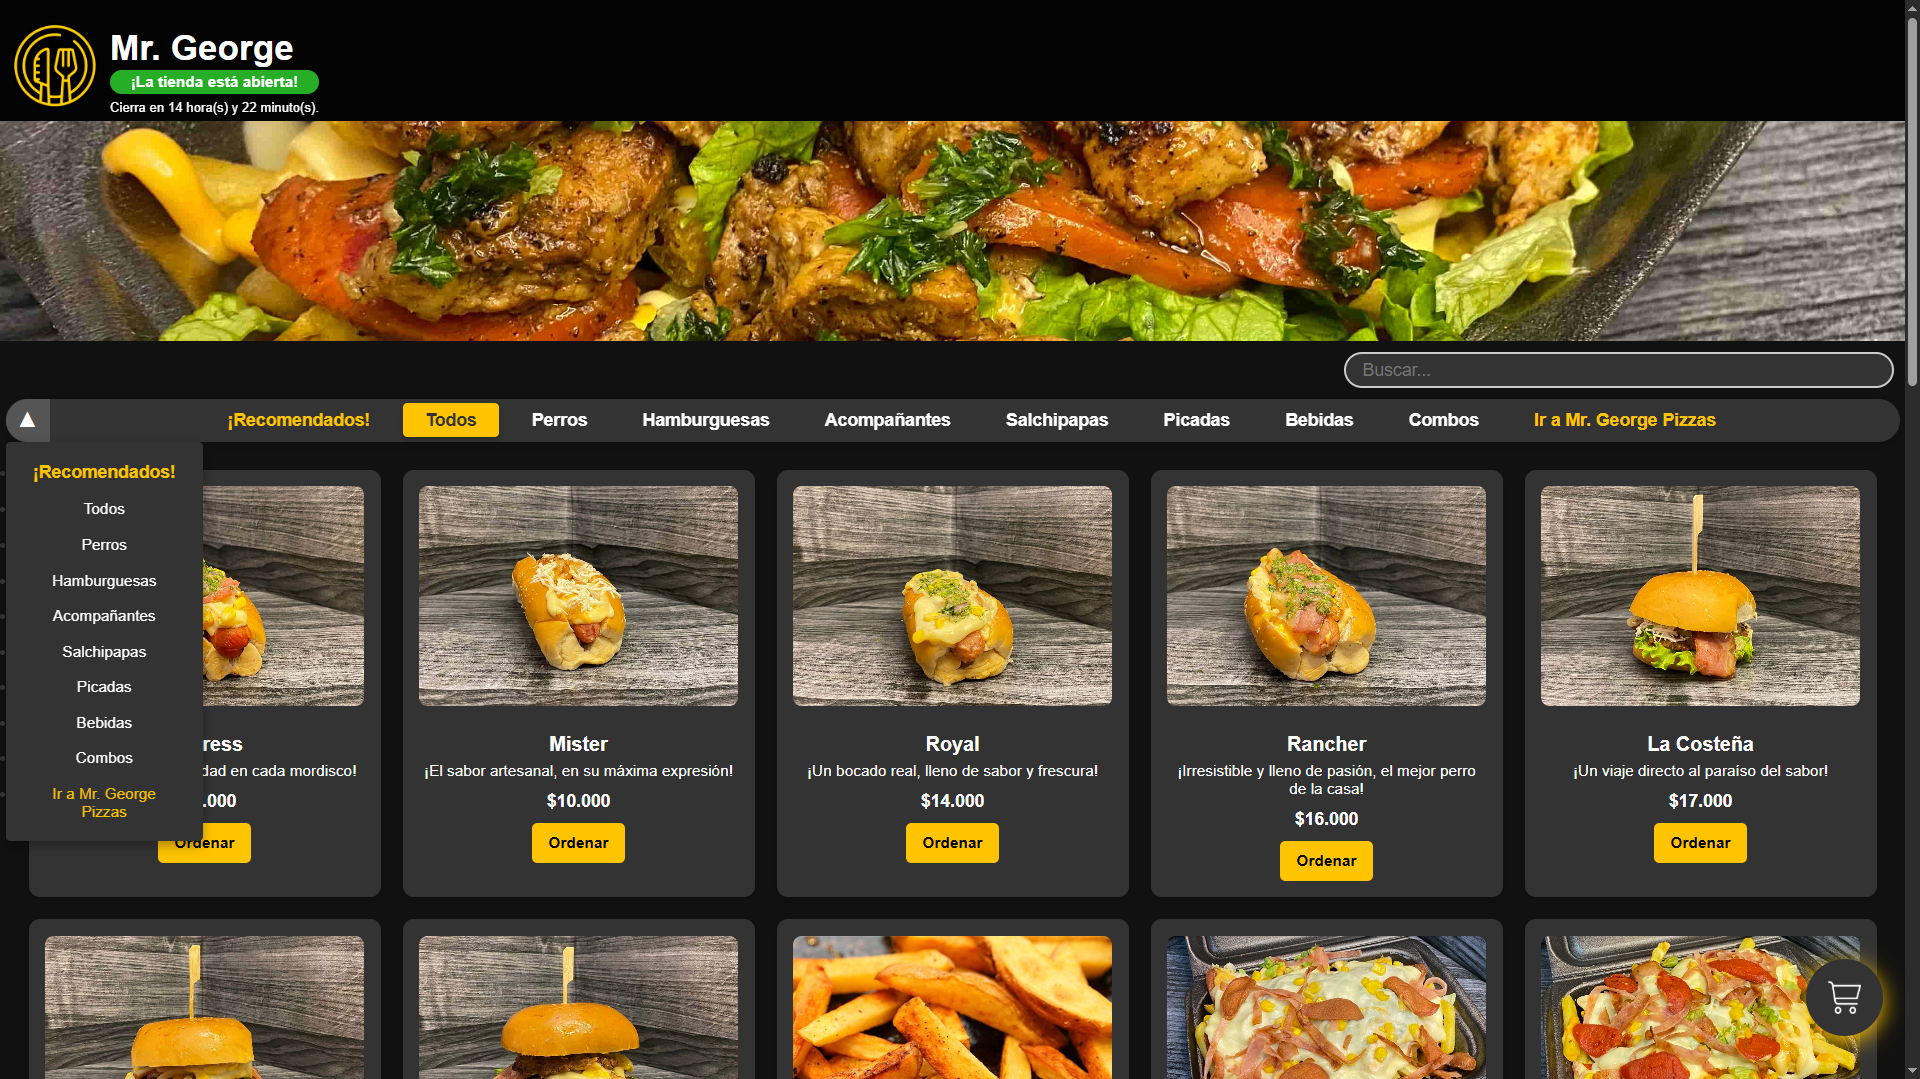 Mr. George
¡La tienda está abierta!
Cierra en 14 hora(s) y 22 minuto(s).
Buscar...
▲
¡Recomendados!
Todos
Perros
Hamburguesas
Acompañantes
Salchipapas
Picadas
Bebidas
Combos
Ir a Mr. George Pizzas
¡Recomendados!
Todos
Perros
Hamburguesas
Acompañantes
Salchipapas
Picadas
Bebidas
Combos
Ir a Mr. George
Pizzas
ress
dad en cada mordisco!
.000
Ordenar
Mister
¡El sabor artesanal, en su máxima expresión!
$10.000
Ordenar
Royal
¡Un bocado real, lleno de sabor y frescura!
$14.000
Ordenar
Rancher
¡Irresistible y lleno de pasión, el mejor perro
de la casa!
$16.000
Ordenar
La Costeña
¡Un viaje directo al paraíso del sabor!
$17.000
Ordenar